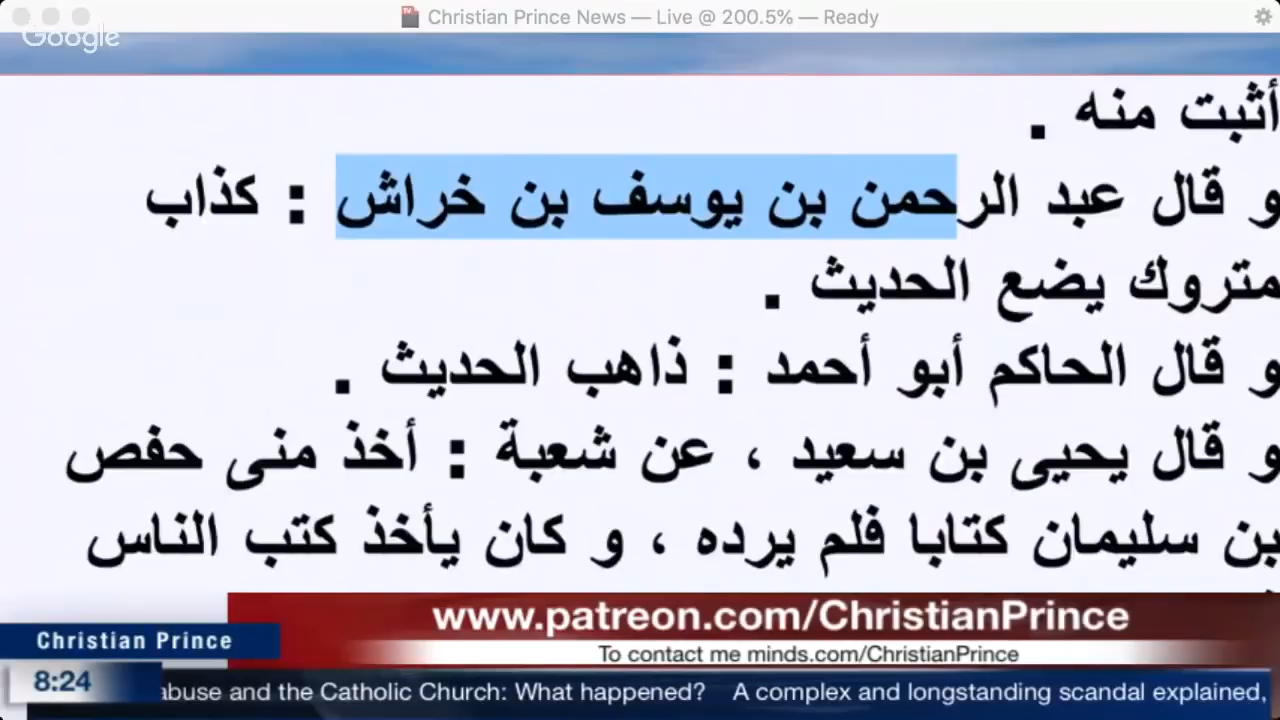 Christian Prince News — Live @ 200.5% — Ready
Google
أثبت منه .
و قال عبد الرحمن بن يوسف بن خراش : كذاب
متروك يضع الحديث .
و قال الحاكم أبو أحمد : ذاهب الحديث .
و قال يحيى بن سعيد ، عن شعبة : أخذ منى حفص
بن سليمان كتابا فلم يرده ، و كان يأخذ كتب الناس
www.patreon.com/ChristianPrince
Christian Prince
To contact me minds.com/ChristianPrince
8:24
abuse and the Catholic Church: What happened? A complex and longstanding scandal explained,